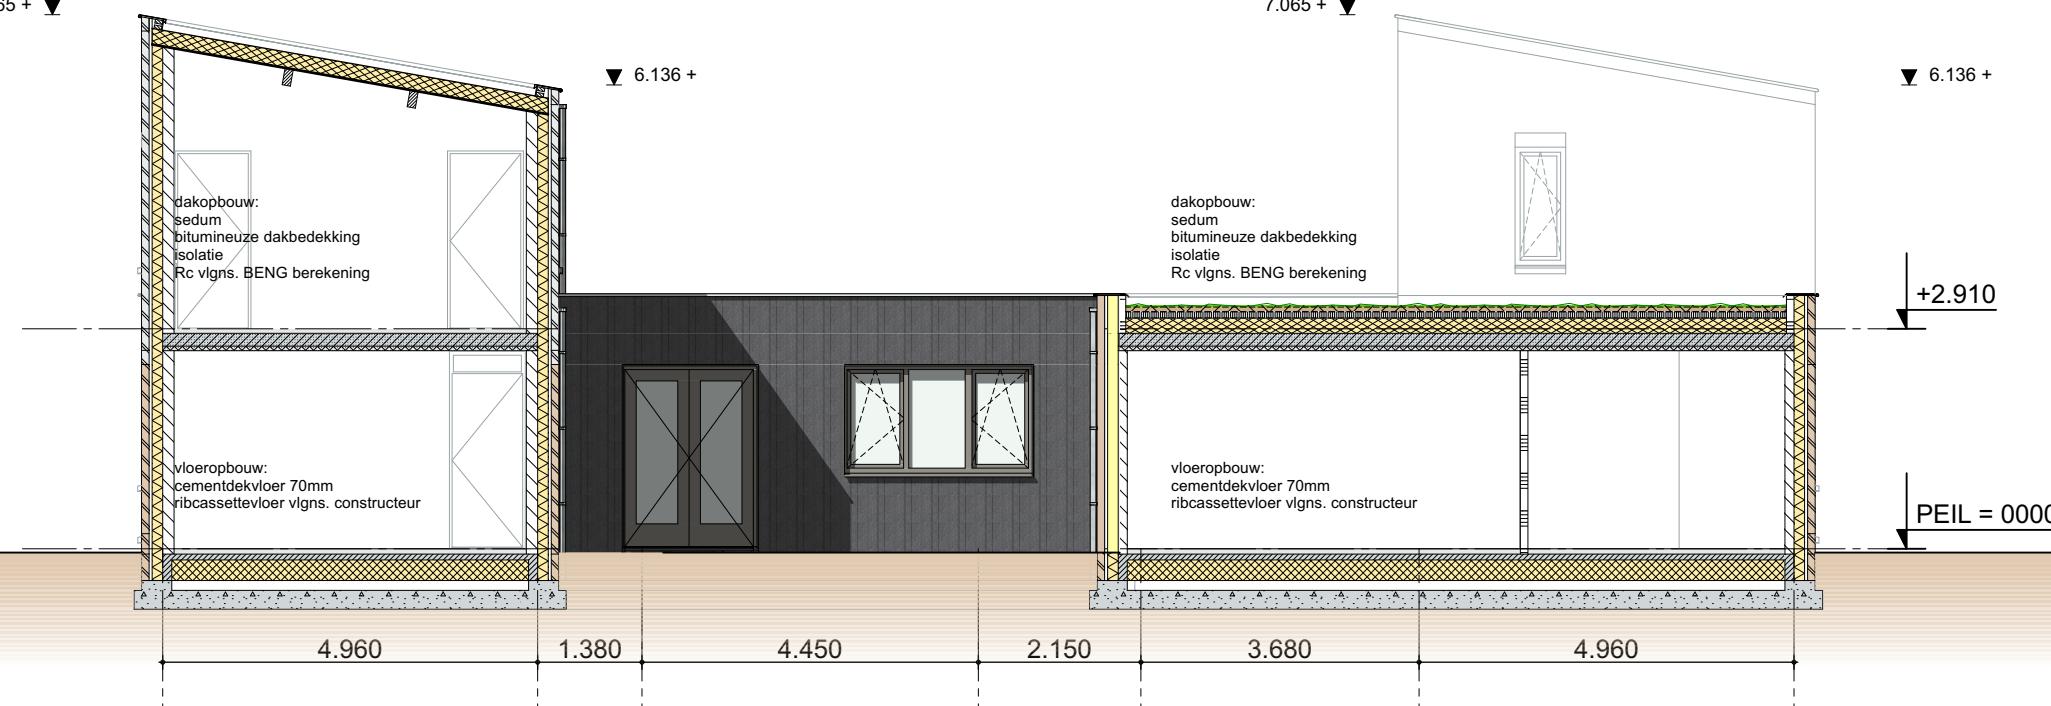 7.065 +
6.136 +
6.136 +
dakopbouw:
sedum
bitumineuze dakbedekking
isolatie
Rc vlgns. BENG berekening
dakopbouw:
sedum
bitumineuze dakbedekking
isolatie
Rc vlgns. BENG berekening
+2.910
vloeropbouw:
cementdekvloer 70mm
ribcassettevloer vlgns. constructeur
vloeropbouw:
cementdekvloer 70mm
ribcassettevloer vlgns. constructeur
PEIL = 0000
4.960
1.380
4.450
2.150
3.680
4.960